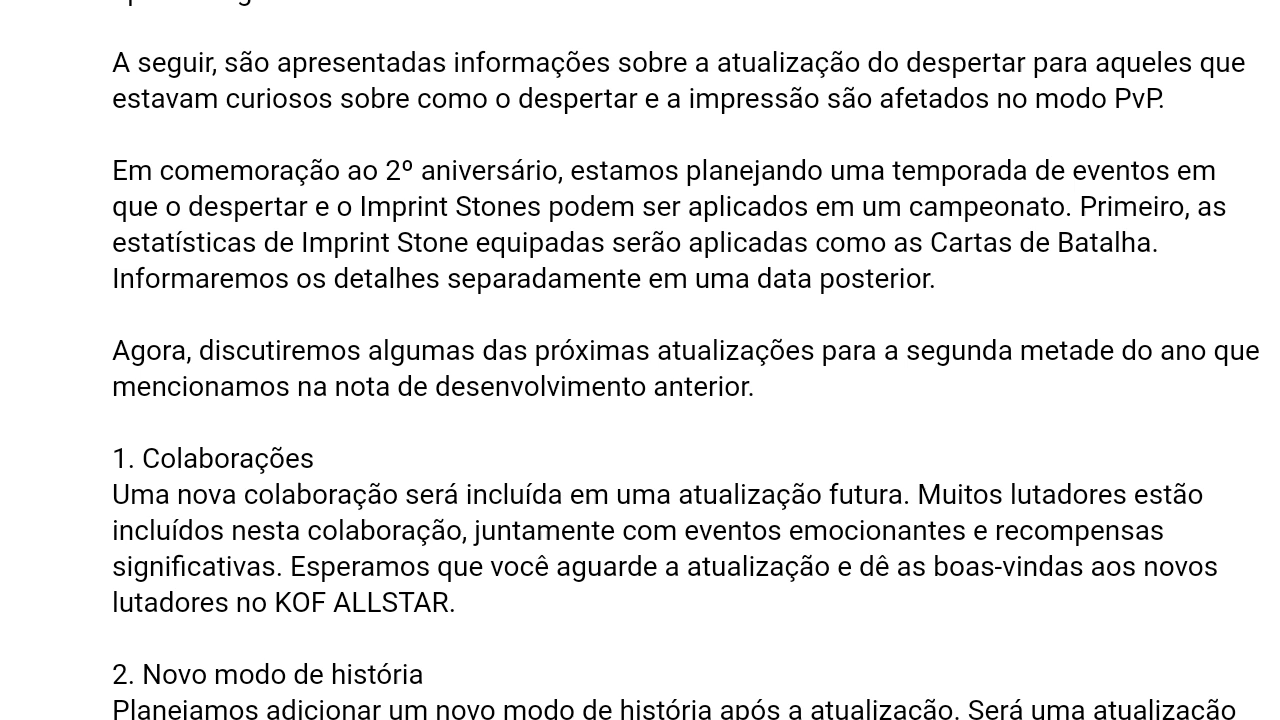 A seguir, são apresentadas informações sobre a atualização do despertar para aqueles que
estavam curiosos sobre como o despertar e a impressão são afetados no modo PvP.
Em comemoração ao 2º aniversário, estamos planejando uma temporada de eventos em
que o despertar e o Imprint Stones podem ser aplicados em um campeonato. Primeiro, as
estatísticas de Imprint Stone equipadas serão aplicadas como as Cartas de Batalha.
Informaremos os detalhes separadamente em uma data posterior.
Agora, discutiremos algumas das próximas atualizações para a segunda metade do ano que
mencionamos na nota de desenvolvimento anterior.
1. Colaborações
Uma nova colaboração será incluída em uma atualização futura. Muitos lutadores estão
incluídos nesta colaboração, juntamente com eventos emocionantes e recompensas
significativas. Esperamos que você aguarde a atualização e dê as boas-vindas aos novos
lutadores no KOF ALLSTAR.
2. Novo modo de história
Planejamos adicionar um novo modo de história após a atualização. Será uma atualização